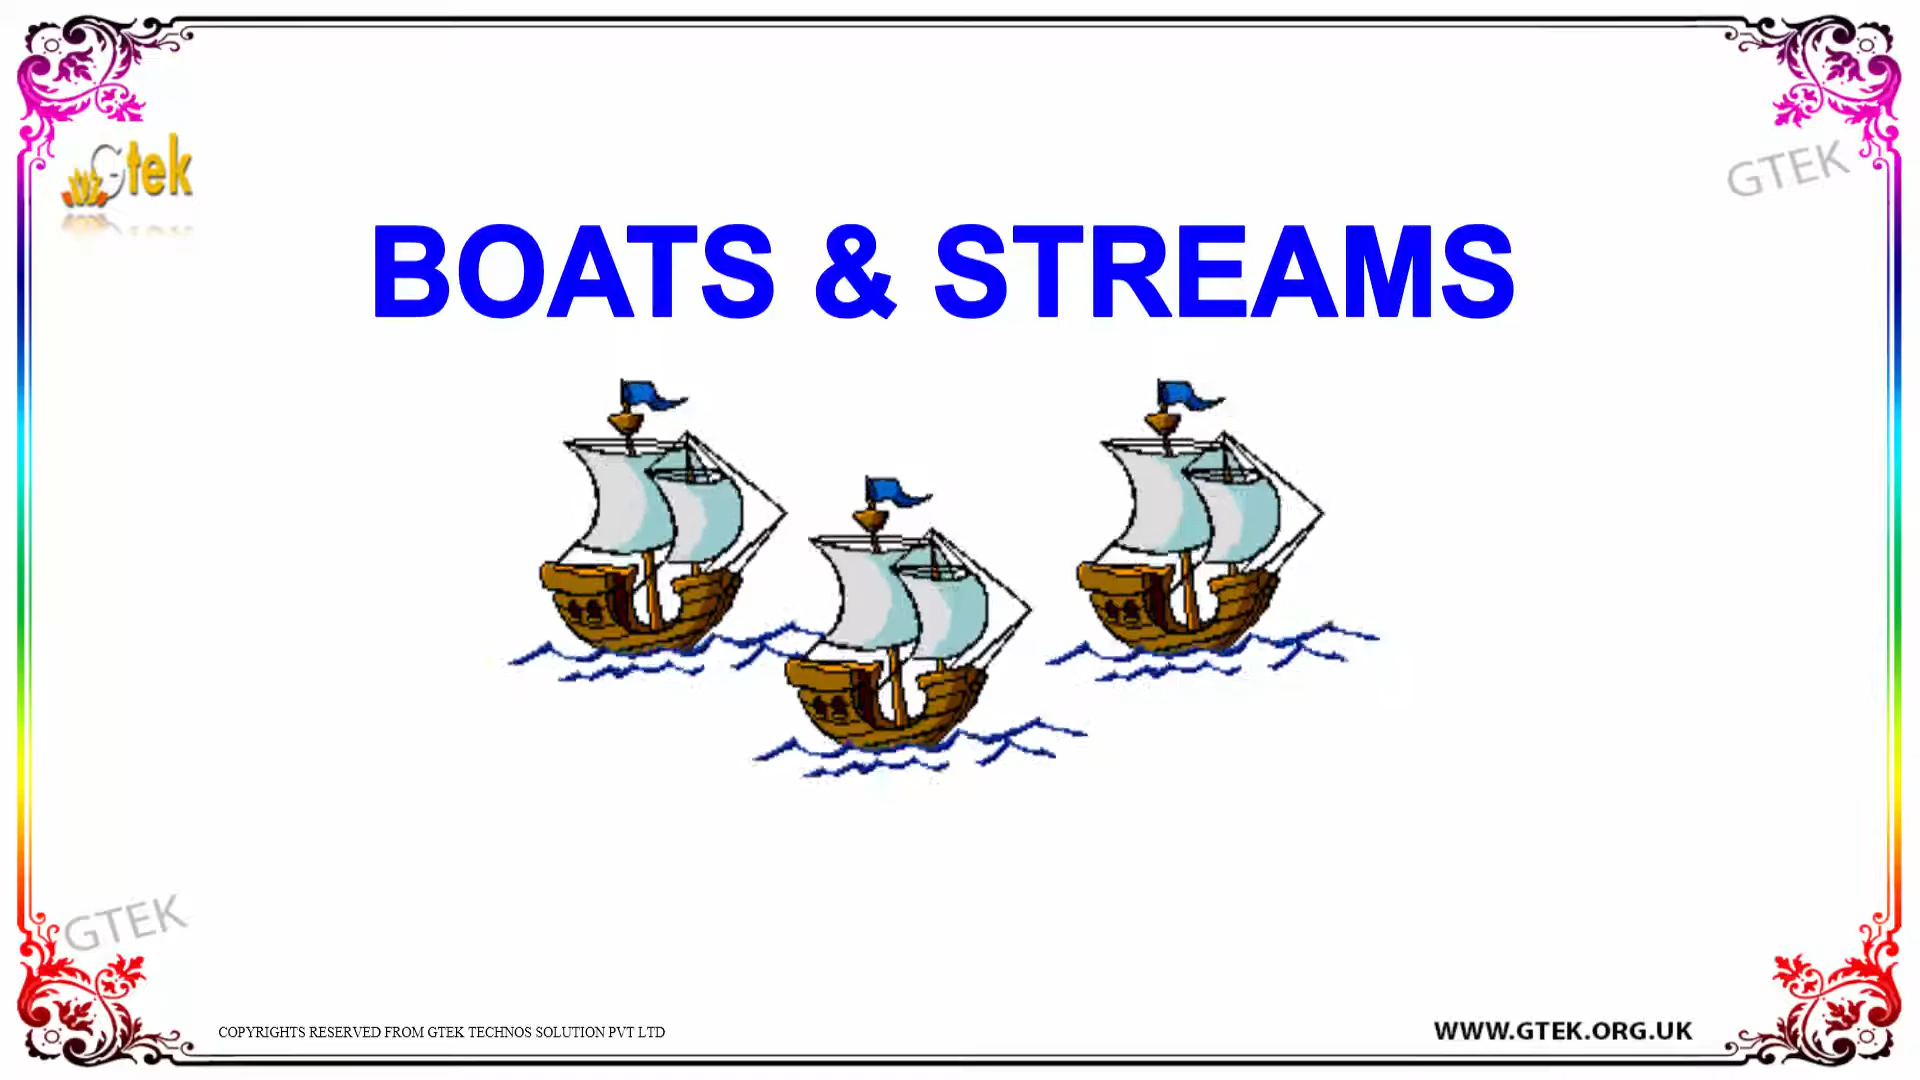 Gtek
GTEK
BOATS & STREAMS
GTEK
COPYRIGHTS RESERVED FROM GTEK TECHNOS SOLUTION PVT LTD
WWW.GTEK.ORG.UK